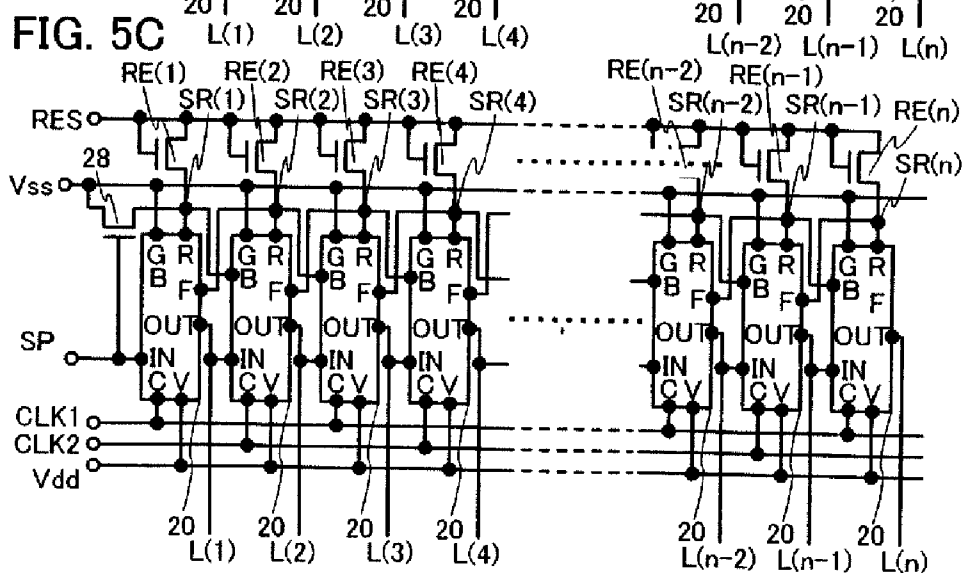 20 20 20 20 20 20 20
FIG. 5C L(1) L(2) L(3) L(4) L(n-2) L(n-1) L(n)
RE(1) RE(2) RE(3) RE(4) RE(n-2) RE(n-1) RE(n)
RES SR(1) SR(2) SR(3) SR(4) SR(n-2) SR(n-1) SR(n)
28
Vss
G R G R G R G R G R G R G R
B B B B B B B
F F F F F F F
OUT OUT OUT OUT OUT OUT OUT
SP IN IN IN IN IN IN IN
C V C V C V C V C V C V C V
CLK1
CLK2
Vdd
20 20 20 20 20 20 20
L(1) L(2) L(3) L(4) L(n-2) L(n-1) L(n)